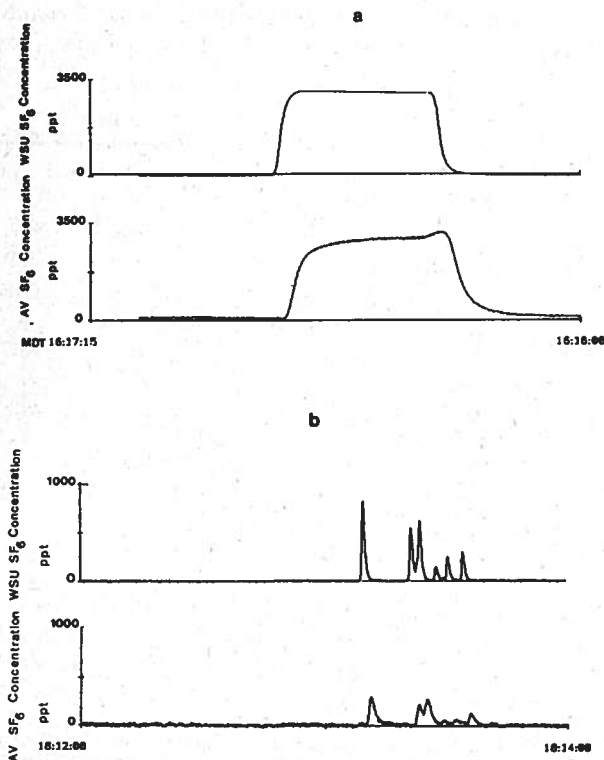 a
WSU SF6 Concentration
ppt
3500
0
AV SF6 Concentration
ppt
3500
0
MDT 16:17:15
16:18:00
b
WSU SF6 Concentration
ppt
1000
0
AV SF6 Concentration
ppt
1000
0
16:12:00
16:14:00